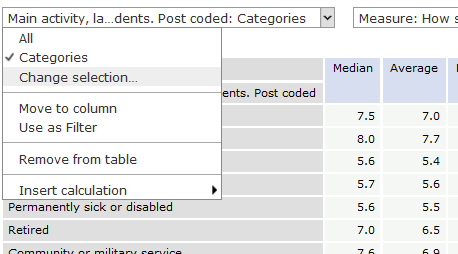 Main activity, la...dents. Post coded: Categories
Measure: How s
All
Categories
Change selection...
Move to column
Use as Filter
Remove from table
Insert calculation
Median Average
ents. Post coded
7.5 7.0
8.0 7.7
5.6 5.4
5.7 5.6
Permanently sick or disabled 5.6 5.5
Retired 7.0 6.5
Community or military service 7.6 6.9